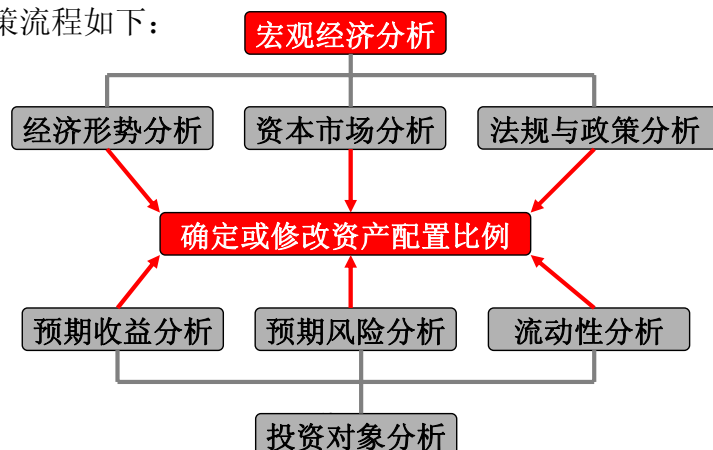 策流程如下：
宏观经济分析
经济形势分析
资本市场分析
法规与政策分析
确定或修改资产配置比例
预期收益分析
预期风险分析
流动性分析
投资对象分析